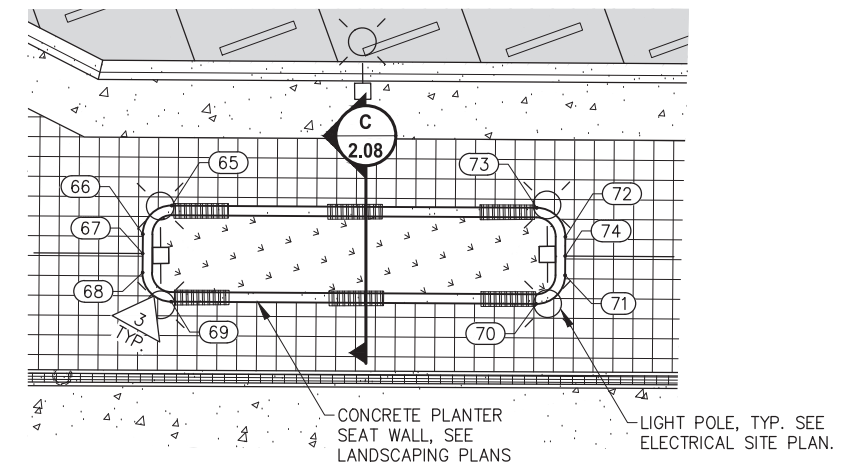 C
2.08
65
73
66
72
67
74
68
71
3
TYP.
69
70
CONCRETE PLANTER
SEAT WALL, SEE
LANDSCAPING PLANS
LIGHT POLE, TYP. SEE
ELECTRICAL SITE PLAN.